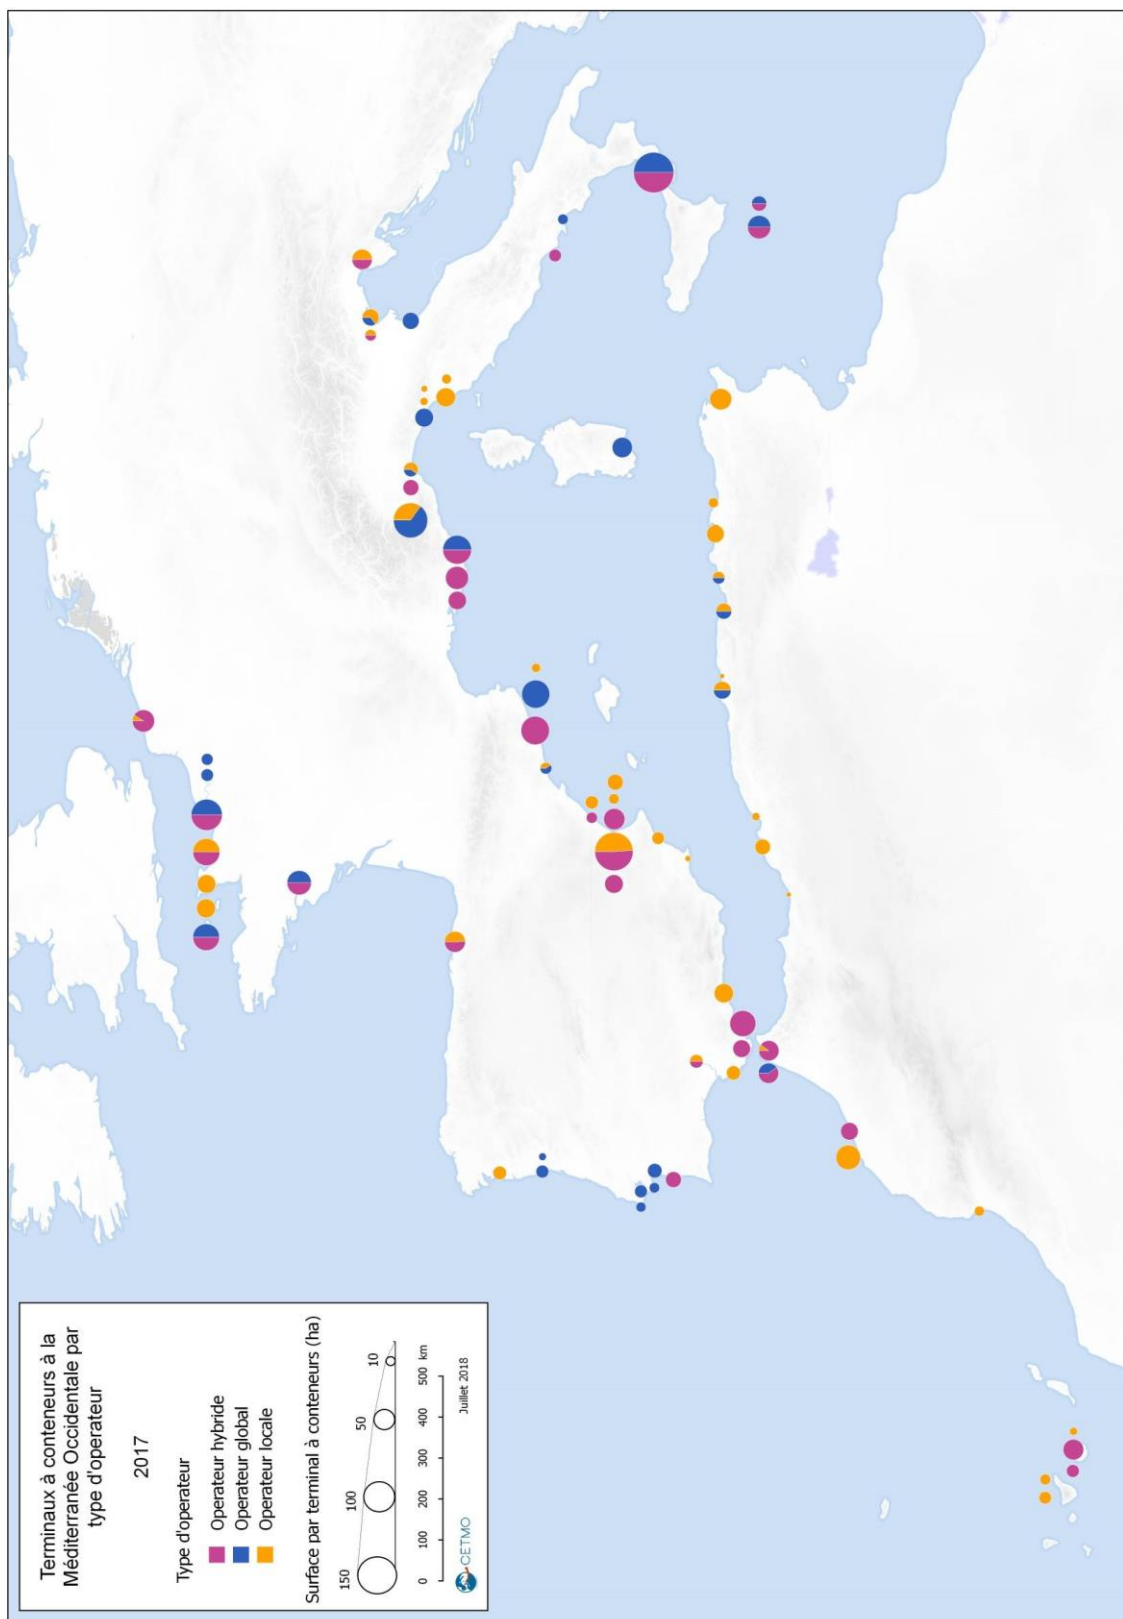 Terminaux à conteneurs à la
Méditerranée Occidentale par
type d'operateur
2017
Type d'operateur
Operateur hybride
Operateur global
Operateur locale
Surface par terminal à conteneurs (ha)
150 100 50 10
0 100 200 300 400 500 km
CETMO
Juillet 2018